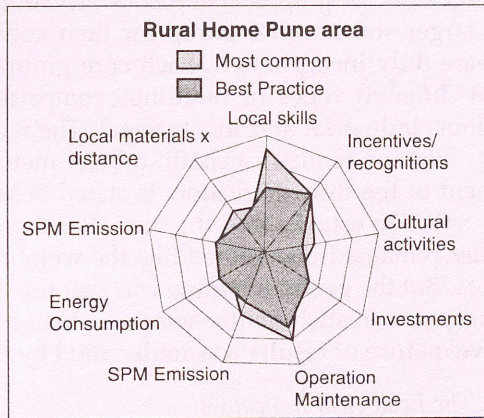 Rural Home Pune area
Most common
Best Practice
Local skills
Incentives/
recognitions
Cultural
activities
Investments
Operation
Maintenance
SPM Emission
Energy
Consumption
SPM Emission
Local materials x
distance